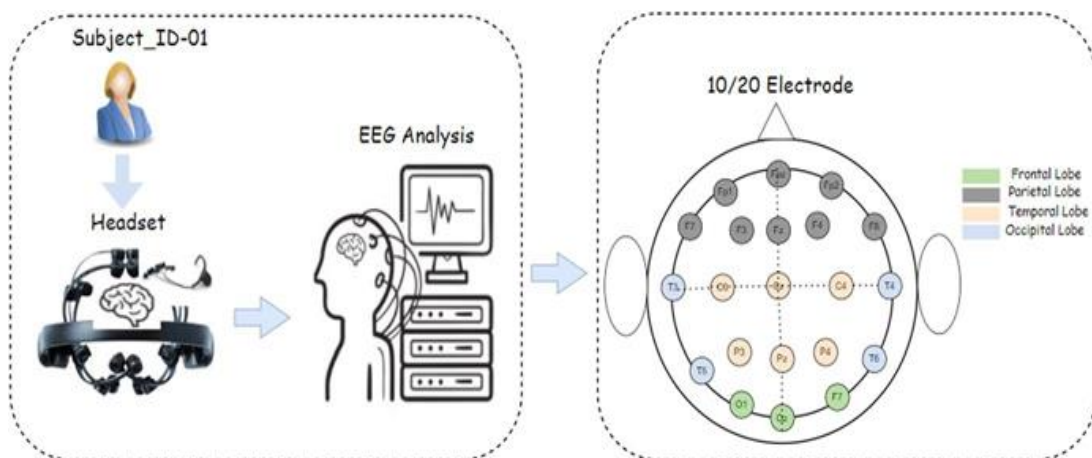 Subject_ID-01
Headset
EEG Analysis
10/20 Electrode
Fp1
Fp2
F7
F3
Fz
F4
F8
C4
T4
P3
Pz
P4
T5
T6
O1
F7
Frontal Lobe
Parietal Lobe
Temporal Lobe
Occipital Lobe